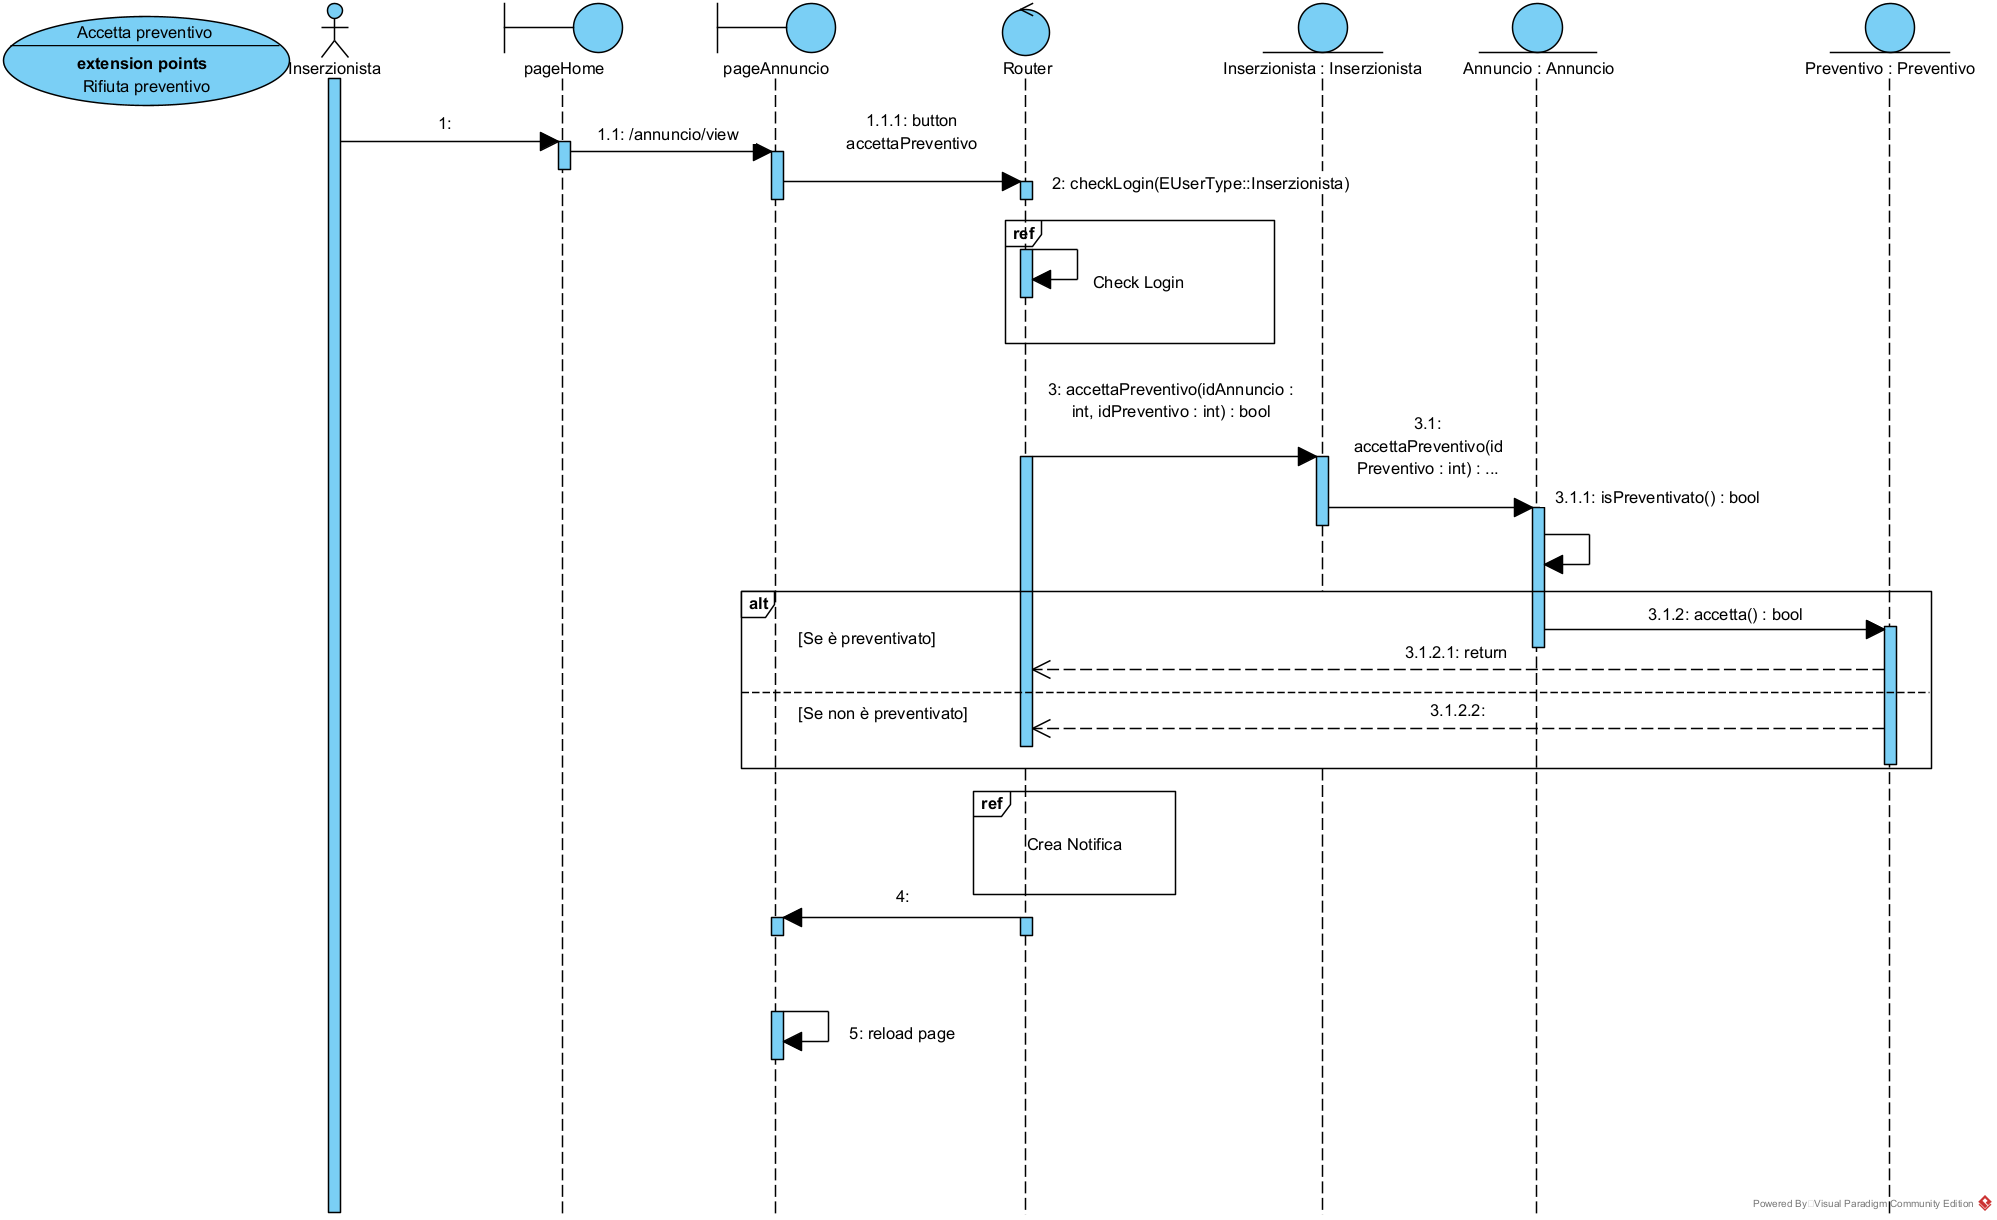 Accetta preventivo
extension points
Rifiuta preventivo
Inserzionista
pageHome
pageAnnuncio
Router
Inserzionista : Inserzionista
Annuncio : Annuncio
Preventivo : Preventivo
1:
1.1: /annuncio/view
1.1.1: button
accettaPreventivo
2: checkLogin(EUserType::Inserzionista)
ref
Check Login
3: accettaPreventivo(idAnnuncio :
int, idPreventivo : int) : bool
3.1:
accettaPreventivo(id
Preventivo : int) : ...
3.1.1: isPreventivato() : bool
alt
[Se è preventivato]
3.1.2: accetta() : bool
3.1.2.1: return
[Se non è preventivato]
3.1.2.2:
ref
Crea Notifica
4:
5: reload page
Powered By Visual Paradigm Community Edition